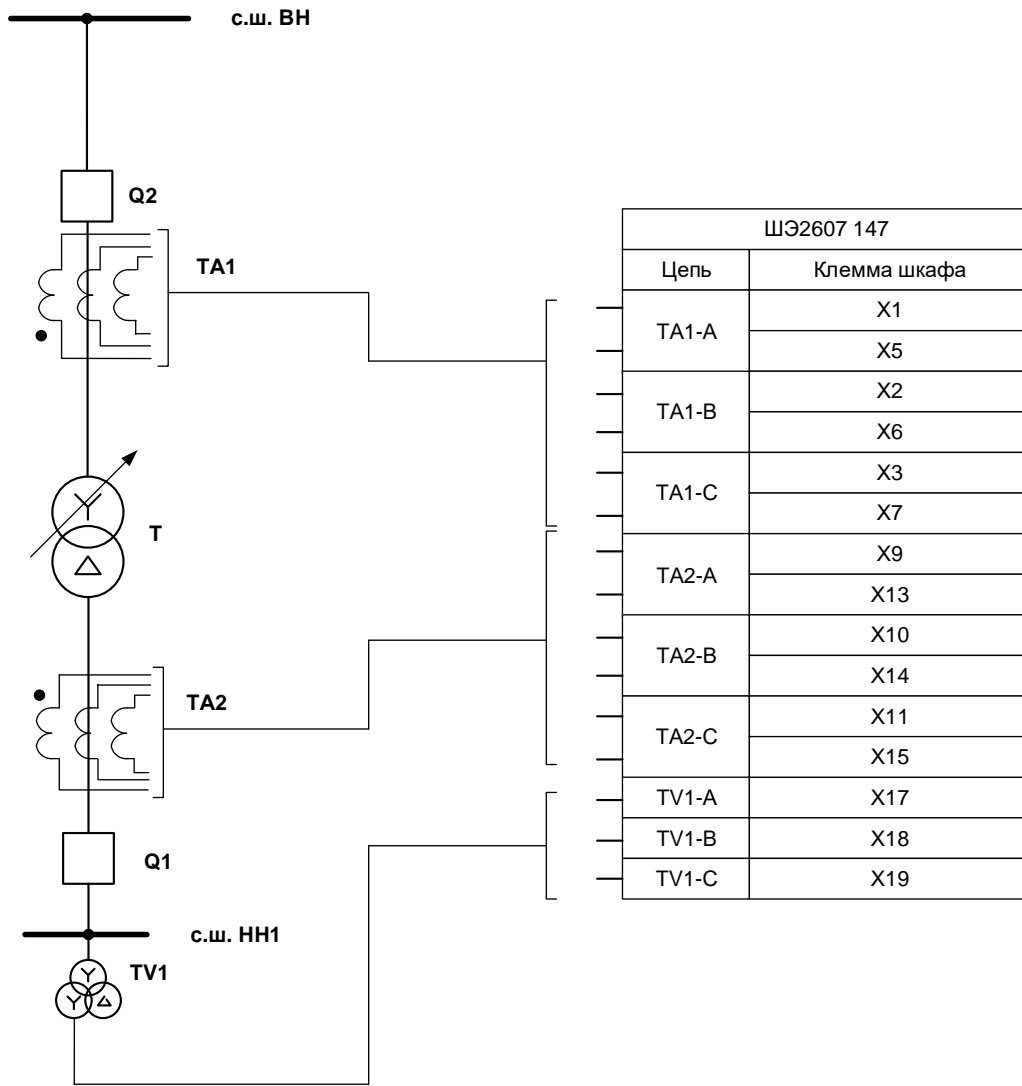 с.ш. ВН
Q2
TA1
T
TA2
Q1
с.ш. НН1
TV1
ШЭ2607 147
Цепь Клемма шкафа
TA1-A X1
X5
TA1-B X2
X6
TA1-C X3
X7
TA2-A X9
X13
TA2-B X10
X14
TA2-C X11
X15
TV1-A X17
TV1-B X18
TV1-C X19